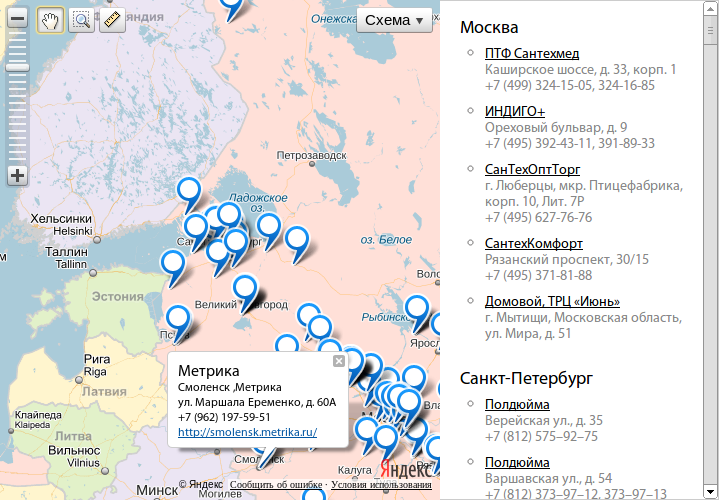 ляндия
Онежское
Схема
Петрозаводск
Ладожское
оз.
Хельсинки
Helsinki
оз. Белое
Таллин
Tallinn
Эстония
Великий Новгород
Рыбинское
Псков
Яросл
Рига
Riga
Латвия
Клайпеда
Klaipeda
Литва
Вильнюс
Vilnius
Минск
Могилев
Калуга
Метрика
Смоленск ,Метрика
ул. Маршала Еременко, д. 60А
+7 (962) 197-59-51
http://smolensk.metrika.ru/
Яндекс
© Яндекс Сообщить об ошибке · Условия использования
Москва
ПТФ Сантехмед
Каширское шоссе, д. 33, корп. 1
+7 (499) 324-15-05, 324-16-85
ИНДИГО+
Ореховый бульвар, д. 9
+7 (495) 392-43-11, 391-89-33
СанТехОптТорг
г. Люберцы, мкр. Птицефабрика,
корп. 10, Лит. 7Р
+7 (495) 627-76-76
СантехКомфорт
Рязанский проспект, 30/15
+7 (495) 371-81-88
Домовой, ТРЦ «Июнь»
г. Мытищи, Московская область,
ул. Мира, д. 51
Санкт-Петербург
Полдюйма
Верейская ул., д. 35
+7 (812) 575–92–75
Полдюйма
Варшавская ул., д. 54
+7 (812) 373–97–12, 373–97–13